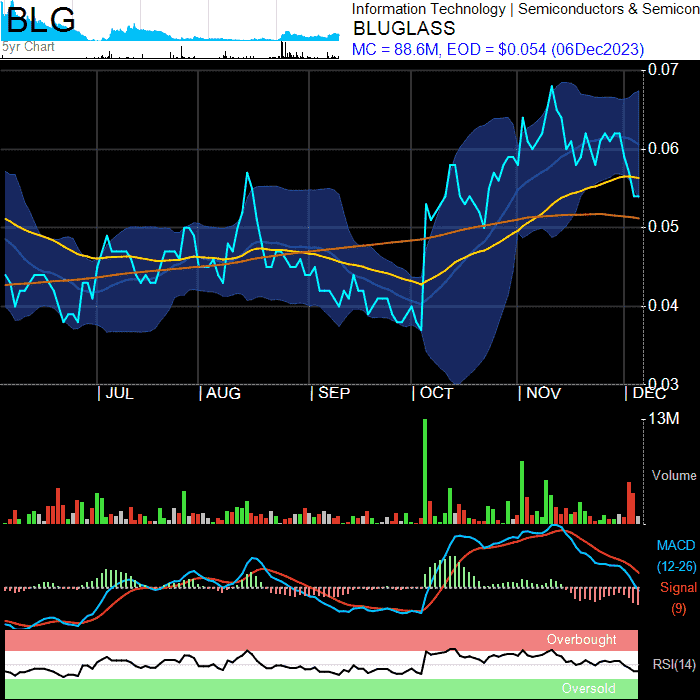 BLG
5yr Chart
Information Technology | Semiconductors & Semicon
BLUGLASS
MC = 88.6M, EOD = $0.054 (06Dec2023)
0.07
0.06
0.05
0.04
0.03
| JUL | AUG | SEP | OCT | NOV | DEC
13M
Volume
MACD
(12-26)
Signal
(9)
Overbought
RSI(14)
Oversold